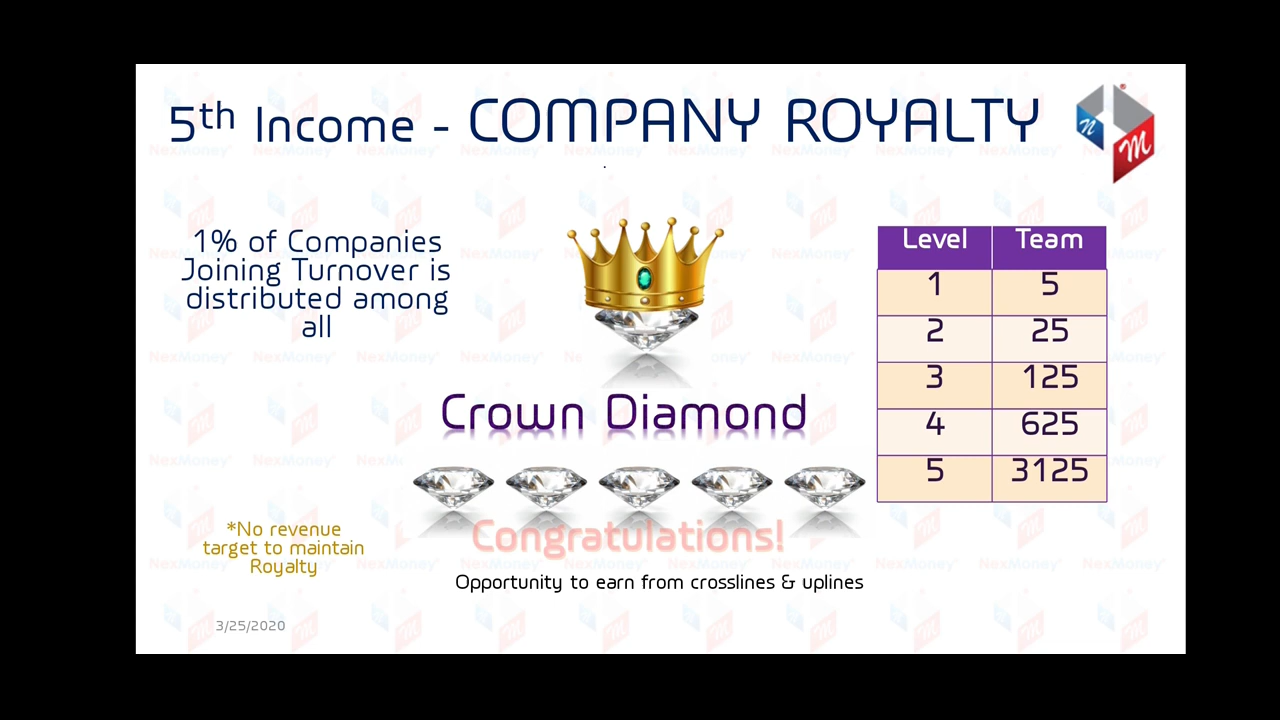 5th Income - COMPANY ROYALTY
.
1% of Companies
Joining Turnover is
distributed among
all
Crown Diamond
Congratulations!
Opportunity to earn from crosslines & uplines
*No revenue
target to maintain
Royalty
3/25/2020
Level Team
1 5
2 25
3 125
4 625
5 3125
n
m
NexMoney